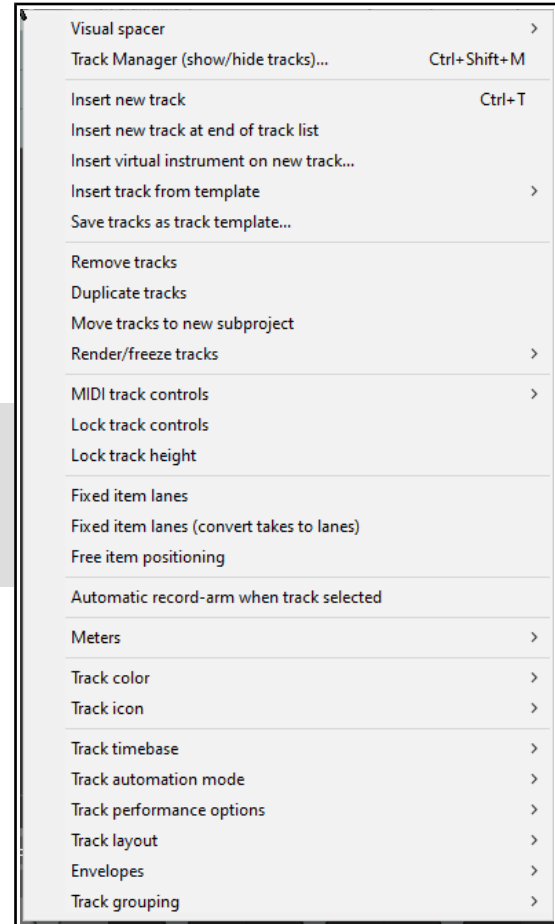 Visual spacer
Track Manager (show/hide tracks)... Ctrl+Shift+M
Insert new track Ctrl+T
Insert new track at end of track list
Insert virtual instrument on new track...
Insert track from template
Save tracks as track template...
Remove tracks
Duplicate tracks
Move tracks to new subproject
Render/freeze tracks
MIDI track controls
Lock track controls
Lock track height
Fixed item lanes
Fixed item lanes (convert takes to lanes)
Free item positioning
Automatic record-arm when track selected
Meters
Track color
Track icon
Track timebase
Track automation mode
Track performance options
Track layout
Envelopes
Track grouping